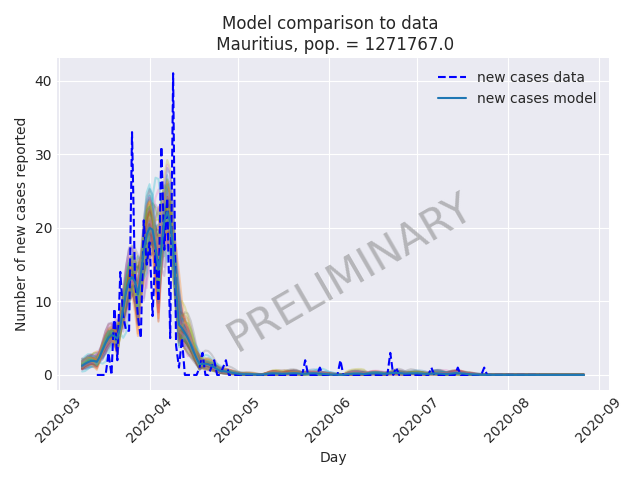 Model comparison to data
Mauritius, pop. = 1271767.0
new cases data
new cases model
Number of new cases reported
40
30
20
10
0
PRELIMINARY
2020-03
2020-04
2020-05
2020-06
2020-07
2020-08
2020-09
Day